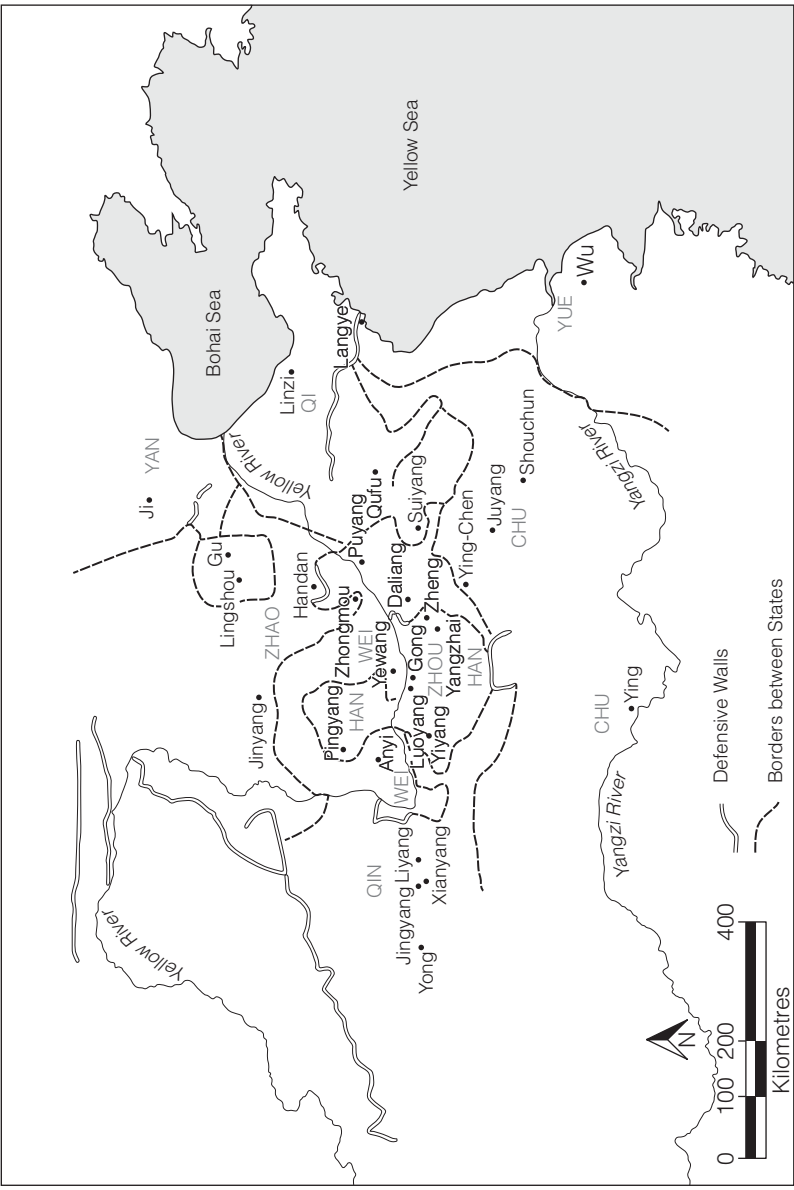 Bohai Sea
Yellow Sea
YAN
Ji
Yellow River
Linzi
QI
Langye
Gu
Lingshou
ZHAO
Handan
Puyang
Qufu
Suiyang
Jinyang
Zhongmou
WEI
Yewang
Daliang
Zheng
Gong
ZHOU
Yangzhai
HAN
Ying-Chen
Juyang
CHU
Shouchun
YUE
Wu
Yangzi River
Pingyang
HAN
Anyi
Luoyang
Yiyang
WEI
QIN
Jingyang
Liyang
Xianyang
Yong
Yellow River
CHU
Ying
Yangzi River
Defensive Walls
Borders between States
N
0 100 200 400
Kilometres